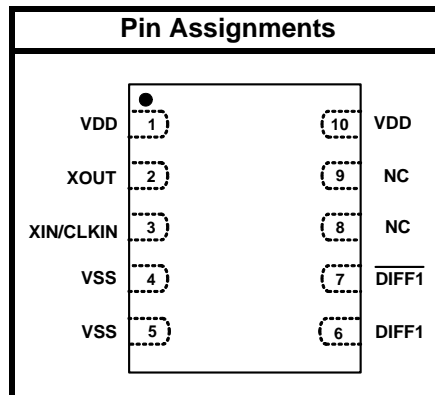 Pin Assignments
VDD 1 10 VDD
XOUT 2 9 NC
XIN/CLKIN 3 8 NC
VSS 4 7 DIFF1
VSS 5 6 DIFF1